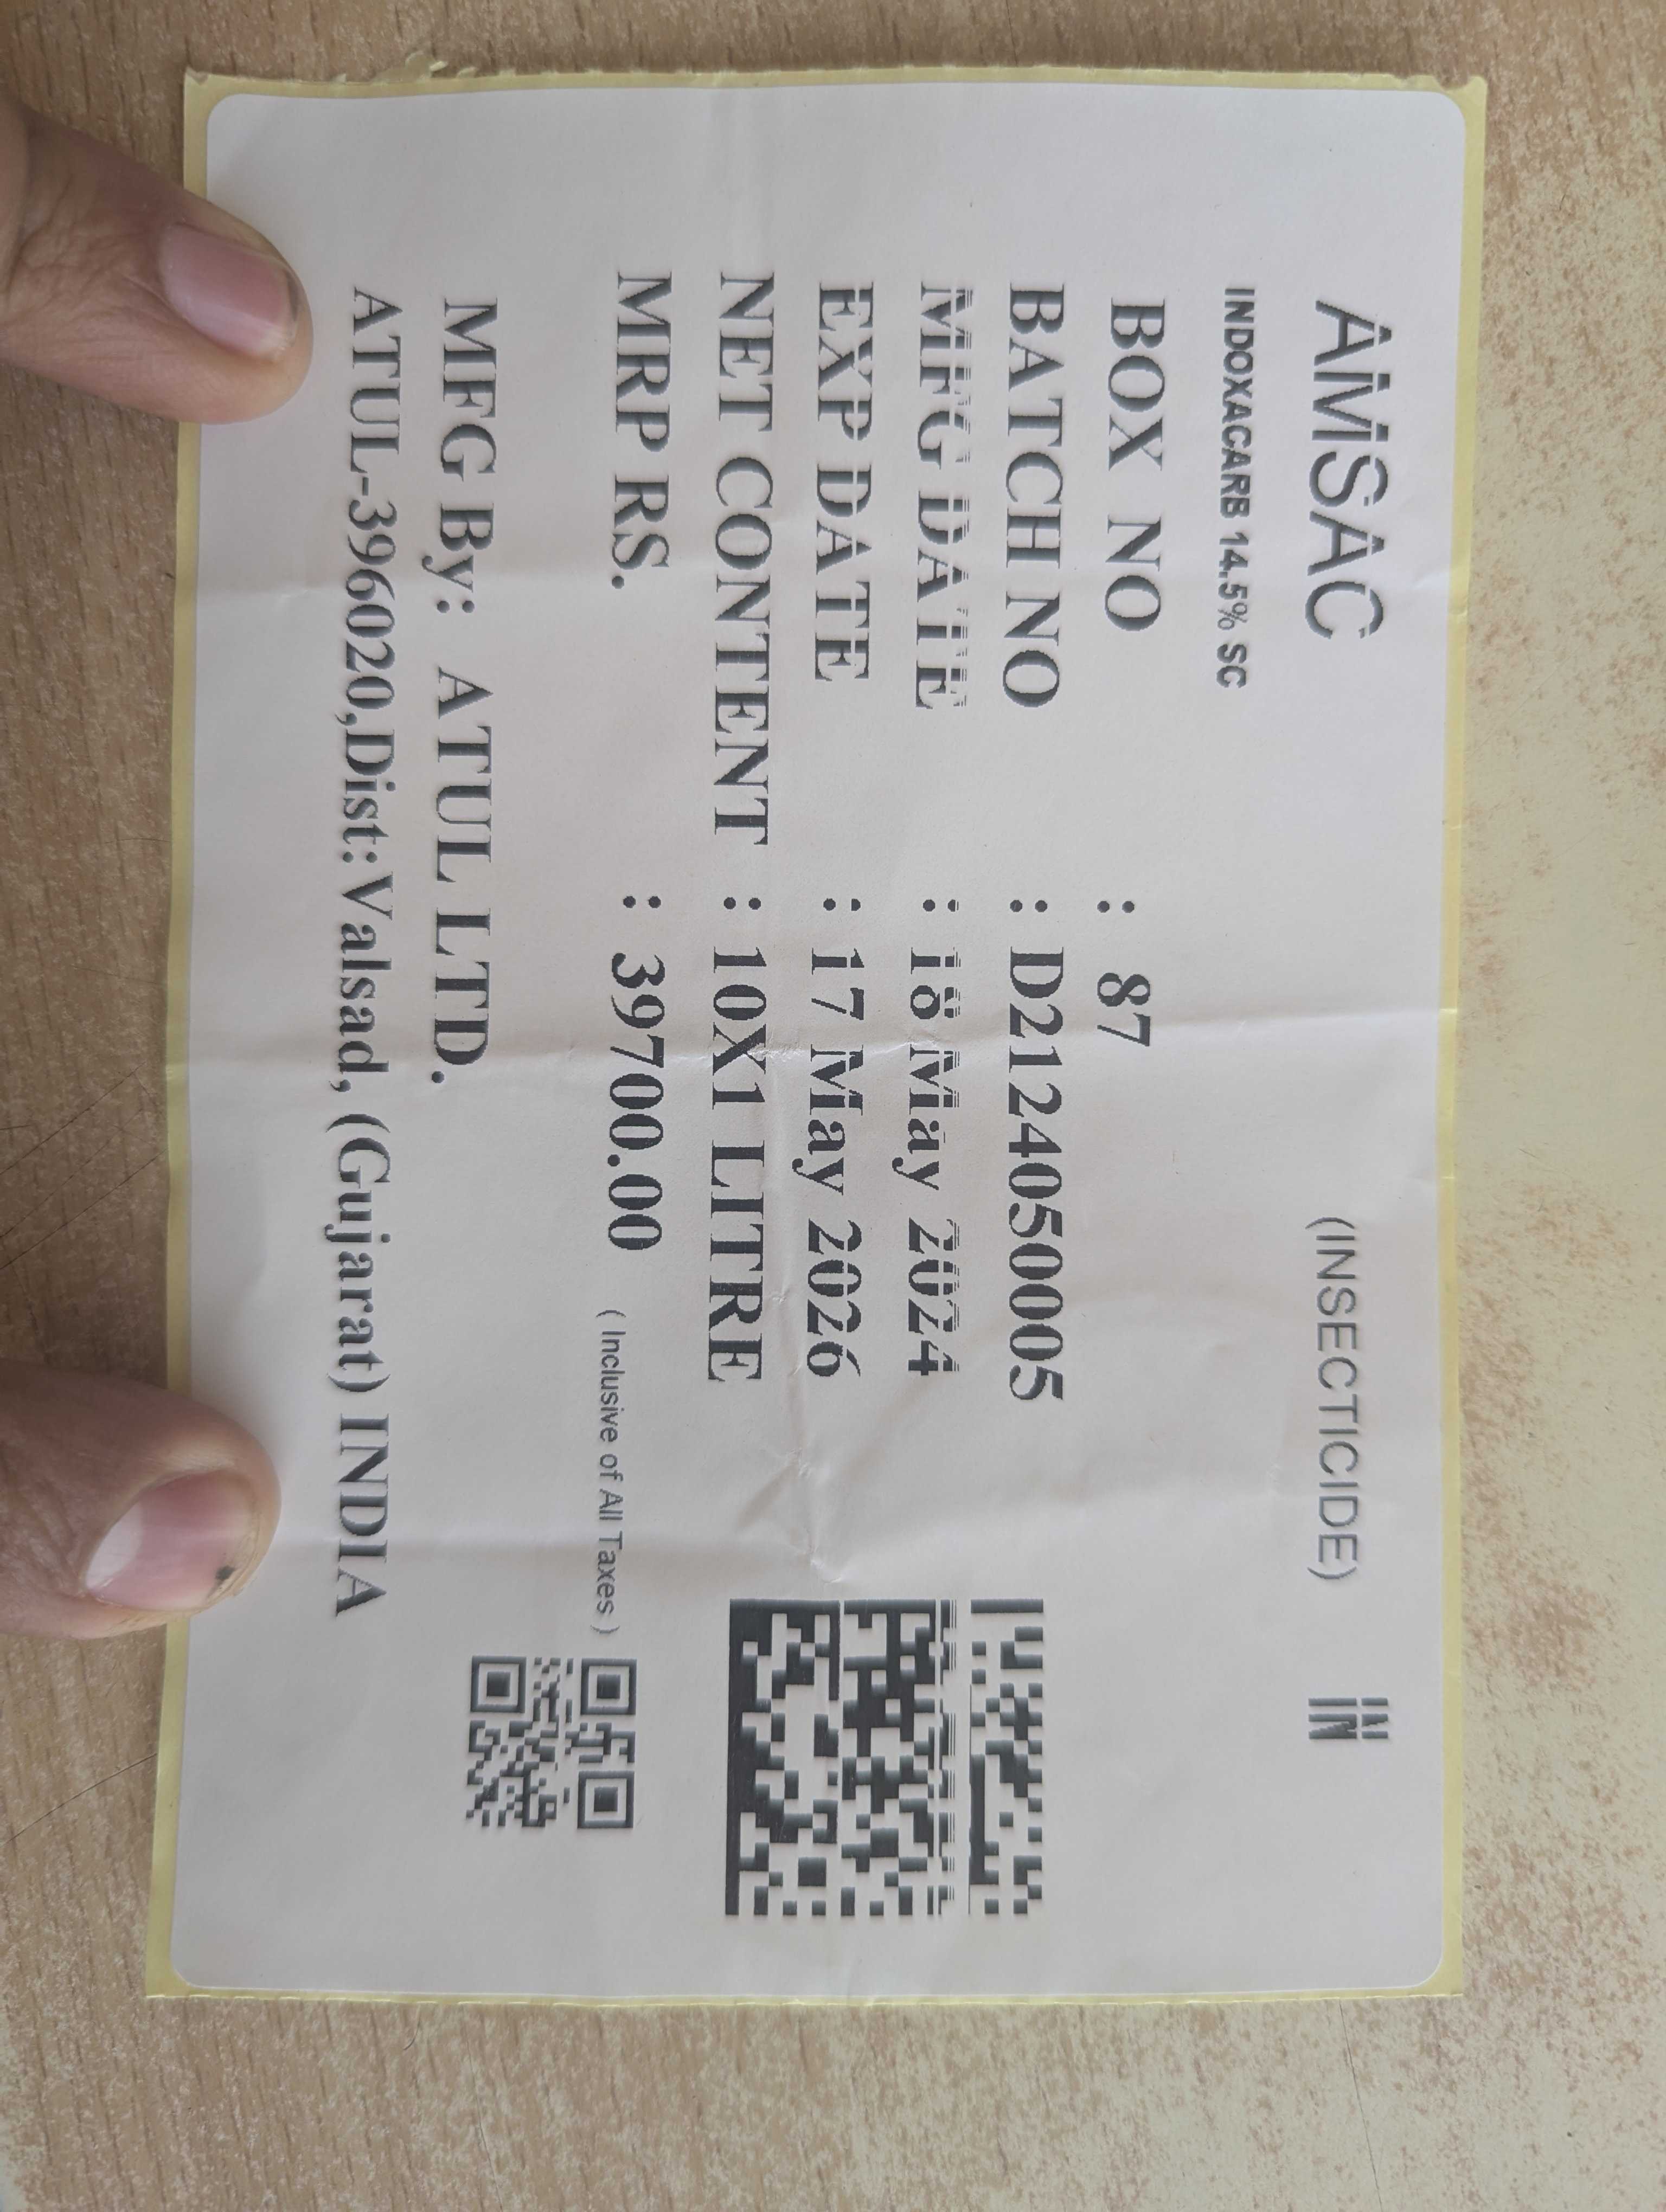 AMSAC (INSECTICIDE) IN
INDOXACARB 14.5% SC
BOX NO : 87
BATCH NO : D212405005
MFG DATE : 18 May 2024
EXP DATE : 17 May 2026
NET CONTENT : 10X1 LITRE
MRP RS. : 39700.00 ( Inclusive of All Taxes )
MFG By: ATUL LTD.
ATUL-396020,Dist:Valsad, (Gujarat) INDIA